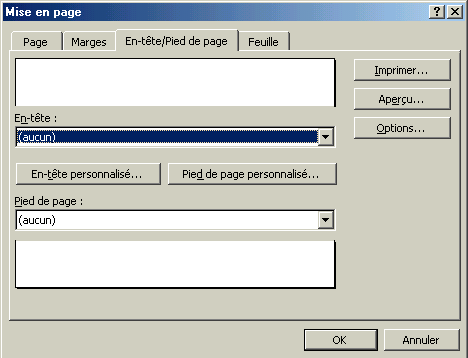 Mise en page
Page Marges En-tête/Pied de page Feuille
Imprimer...
Aperçu...
En-tête :
(aucun)
Options...
En-tête personnalisé... Pied de page personnalisé...
Pied de page :
(aucun)
OK Annuler